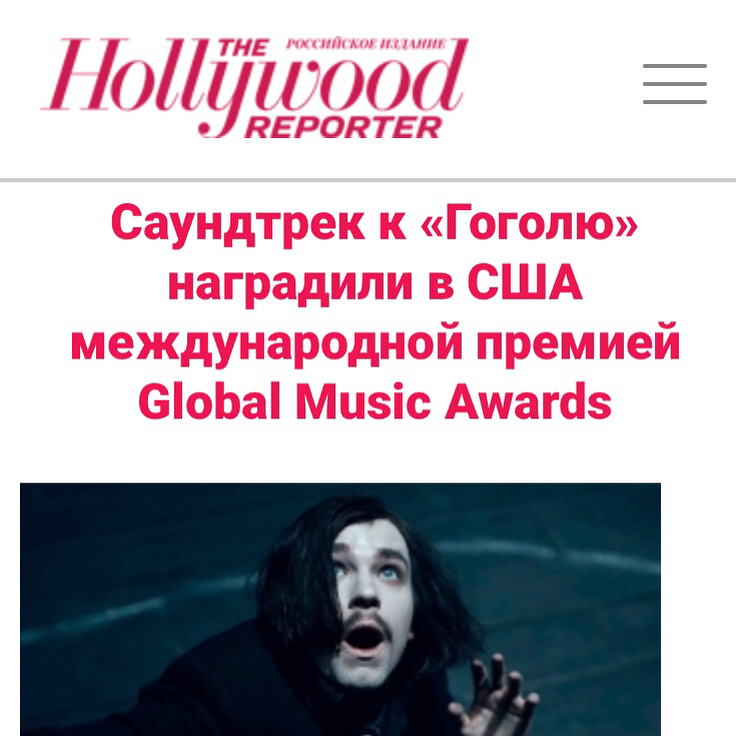 THE РОССИЙСКОЕ ИЗДАНИЕ
Hollywood
REPORTER
Саундтрек к «Гоголю»
наградили в США
международной премией
Global Music Awards